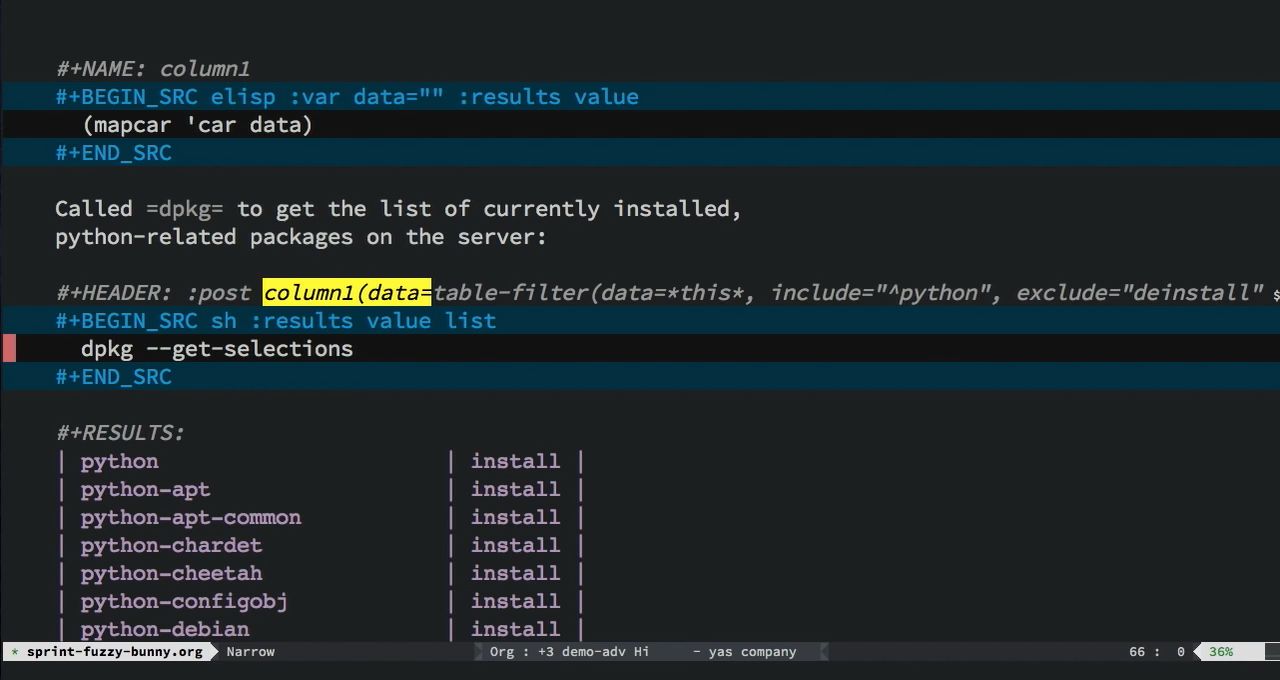 #+NAME: column1
#+BEGIN_SRC elisp :var data="" :results value
(mapcar 'car data)
#+END_SRC
Called =dpkg= to get the list of currently installed,
python-related packages on the server:
#+HEADER: :post column1(data=table-filter(data=*this*, include="^python", exclude="deinstall" $
#+BEGIN_SRC sh :results value list
dpkg --get-selections
#+END_SRC
#+RESULTS:
| python | install |
| python-apt | install |
| python-apt-common | install |
| python-chardet | install |
| python-cheetah | install |
| python-configobj | install |
| python-debian | install |
* sprint-fuzzy-bunny.org Narrow Org : +3 demo-adv Hi - yas company 66 : 0 36%